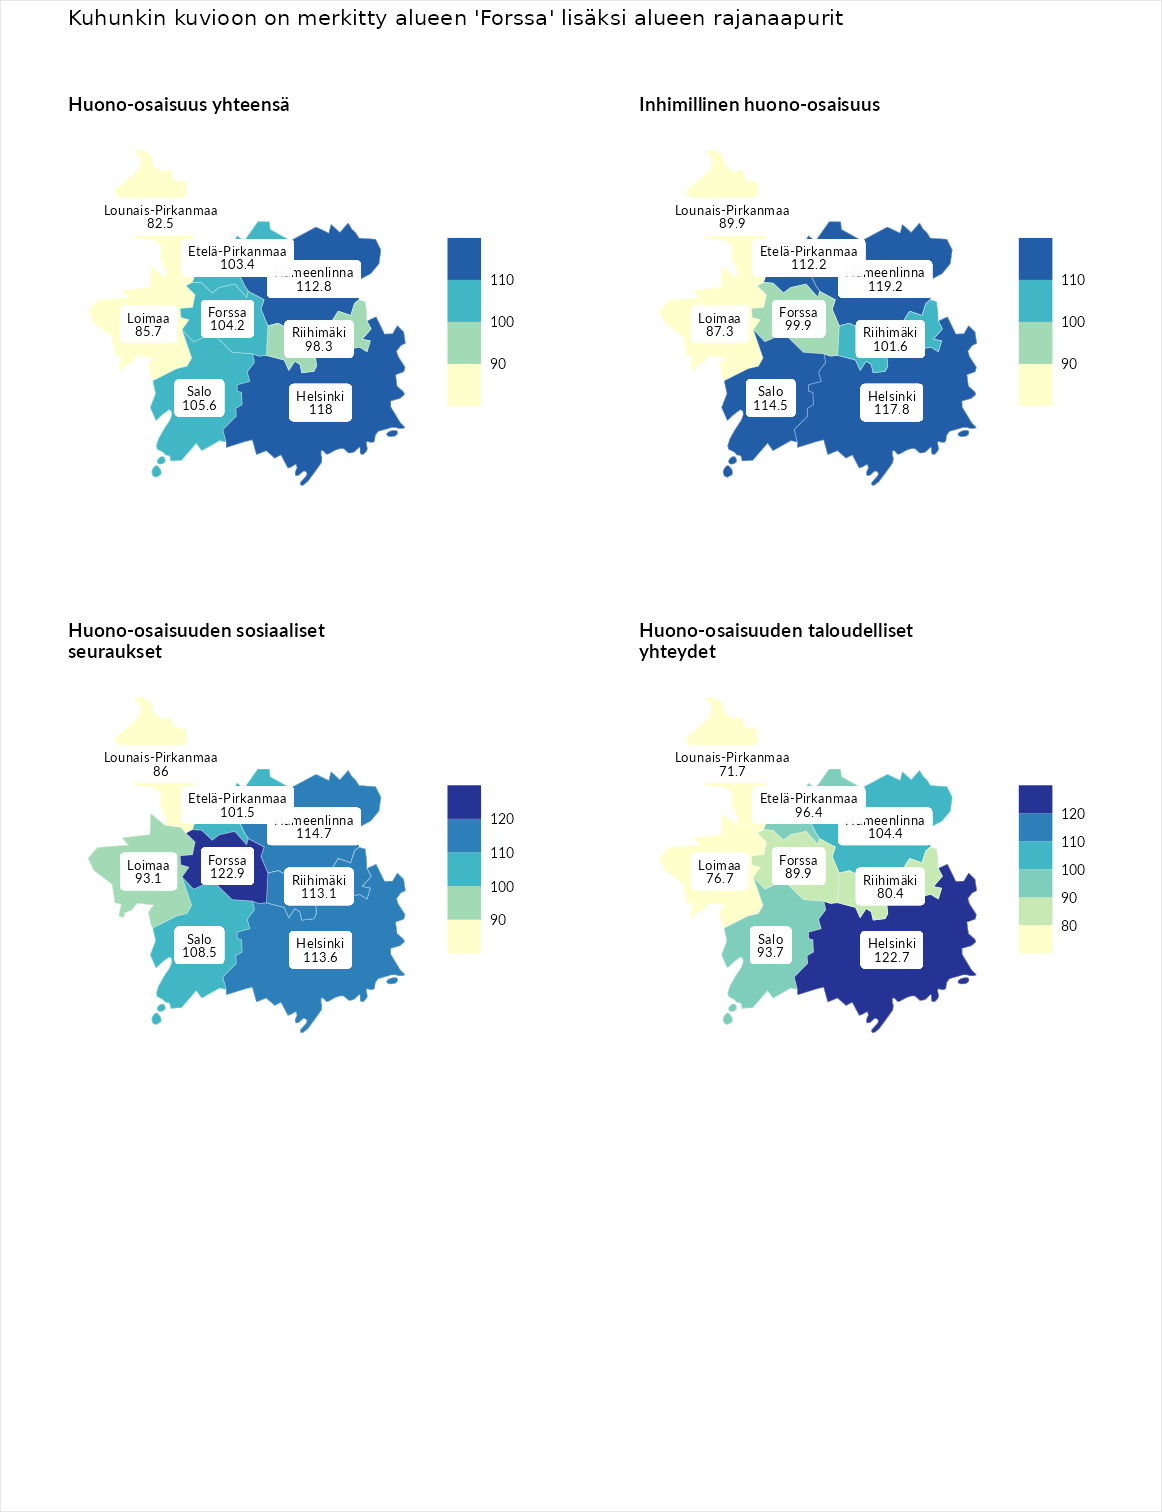 Kuhunkin kuvioon on merkitty alueen 'Forssa' lisäksi alueen rajanaapurit
Huono-osaisuus yhteensä
Lounais-Pirkanmaa
82.5
Etelä-Pirkanmaa
103.4
112.8
Loimaa
85.7
Forssa
104.2
Riihimäki
98.3
Salo
105.6
Helsinki
118
110
100
90
Inhimillinen huono-osaisuus
Lounais-Pirkanmaa
89.9
Etelä-Pirkanmaa
112.2
119.2
Loimaa
87.3
Forssa
99.9
Riihimäki
101.6
Salo
114.5
Helsinki
117.8
110
100
90
Huono-osaisuuden sosiaaliset
seuraukset
Lounais-Pirkanmaa
86
Etelä-Pirkanmaa
101.5
114.7
Loimaa
93.1
Forssa
122.9
Riihimäki
113.1
Salo
108.5
Helsinki
113.6
120
110
100
90
Huono-osaisuuden taloudelliset
yhteydet
Lounais-Pirkanmaa
71.7
Etelä-Pirkanmaa
96.4
104.4
Loimaa
76.7
Forssa
89.9
Riihimäki
80.4
Salo
93.7
Helsinki
122.7
120
110
100
90
80